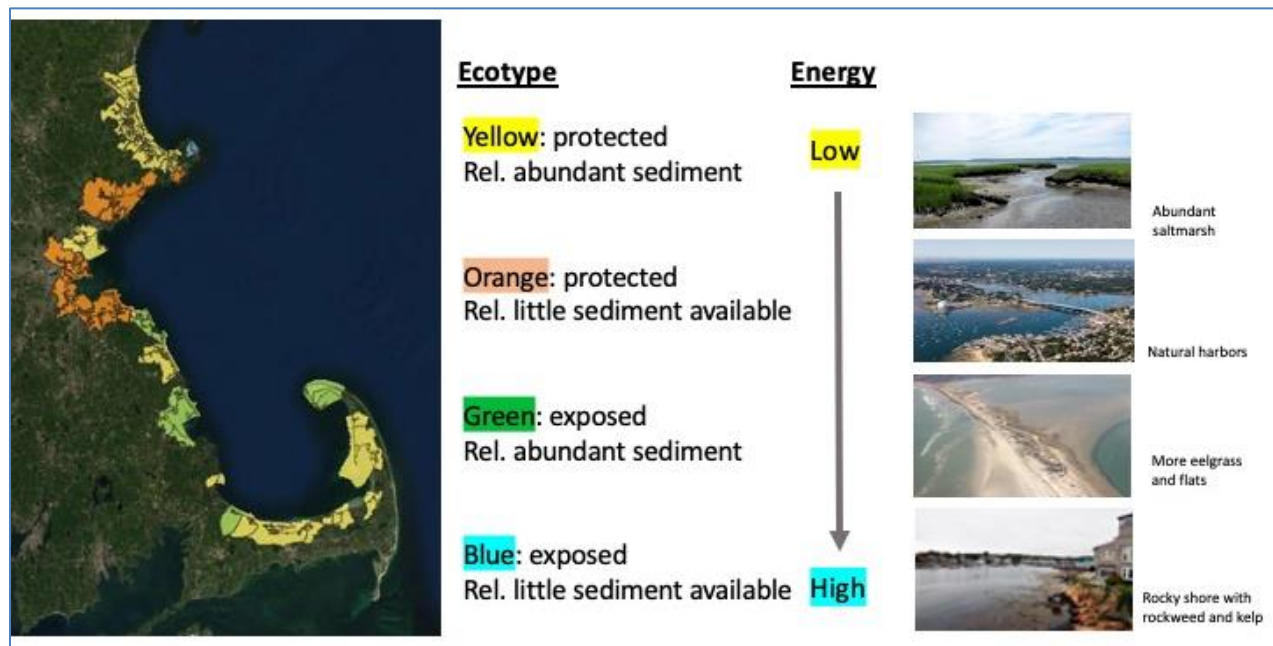 Ecotype
Energy
Yellow: protected
Rel. abundant sediment
Low
Abundant
saltmarsh
Orange: protected
Rel. little sediment available
Natural harbors
Green: exposed
Rel. abundant sediment
More eelgrass
and flats
Blue: exposed
Rel. little sediment available
High
Rocky shore with
rockweed and kelp